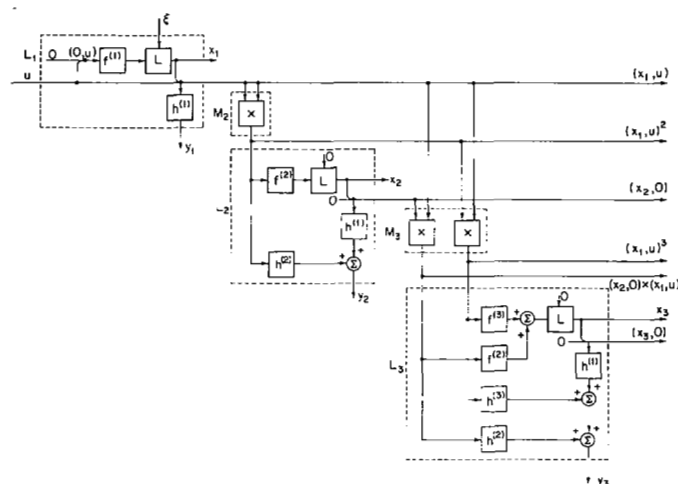 ξ
L₁ 0 (0,u) f⁽¹⁾ L x₁
u (x₁,u)
h⁽¹⁾ M₂ ×
y₁ (x₁,u)²
0
f⁽²⁾ L x₂
L₂ 0 (x₂,0)
h⁽¹⁾ M₃ × ×
h⁽²⁾ + + Σ (x₁,u)³
y₂ (x₂,0)×(x₁,u)
0
f⁽³⁾ + Σ L x₃
+ 0 (x₃,0)
L₃ f⁽²⁾ h⁽¹⁾
h⁽³⁾ + + Σ
h⁽²⁾ + + Σ
y₃